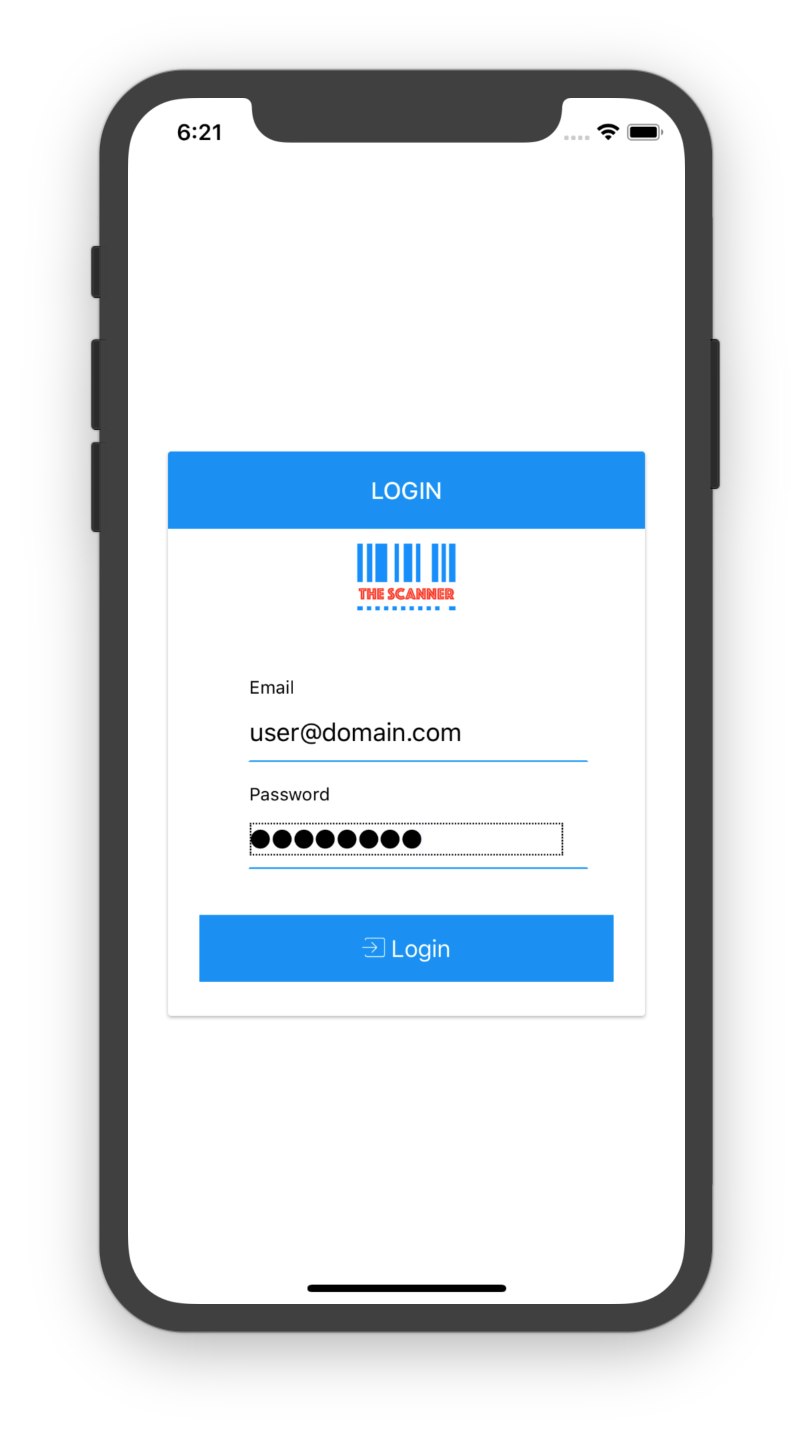 6:21
LOGIN
THE SCANNER
Email
user@domain.com
Password
●●●●●●●●
Login